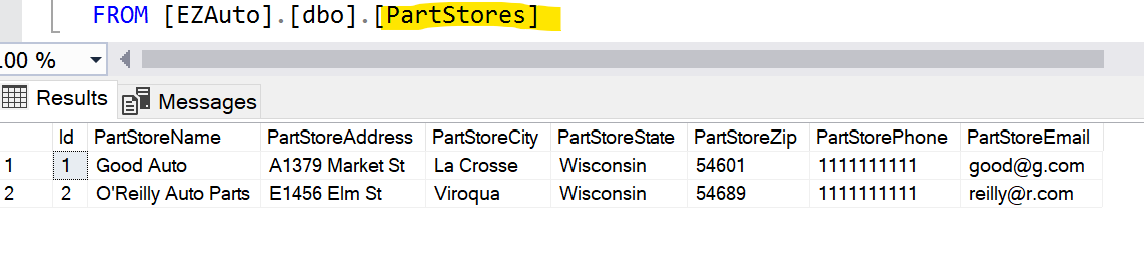 FROM [EZAuto].[dbo].[PartStores]
.00 %
Results Messages
Id PartStoreName PartStoreAddress PartStoreCity PartStoreState PartStoreZip PartStorePhone PartStoreEmail
1 1 Good Auto A1379 Market St La Crosse Wisconsin 54601 1111111111 good@g.com
2 2 O'Reilly Auto Parts E1456 Elm St Viroqua Wisconsin 54689 1111111111 reilly@r.com